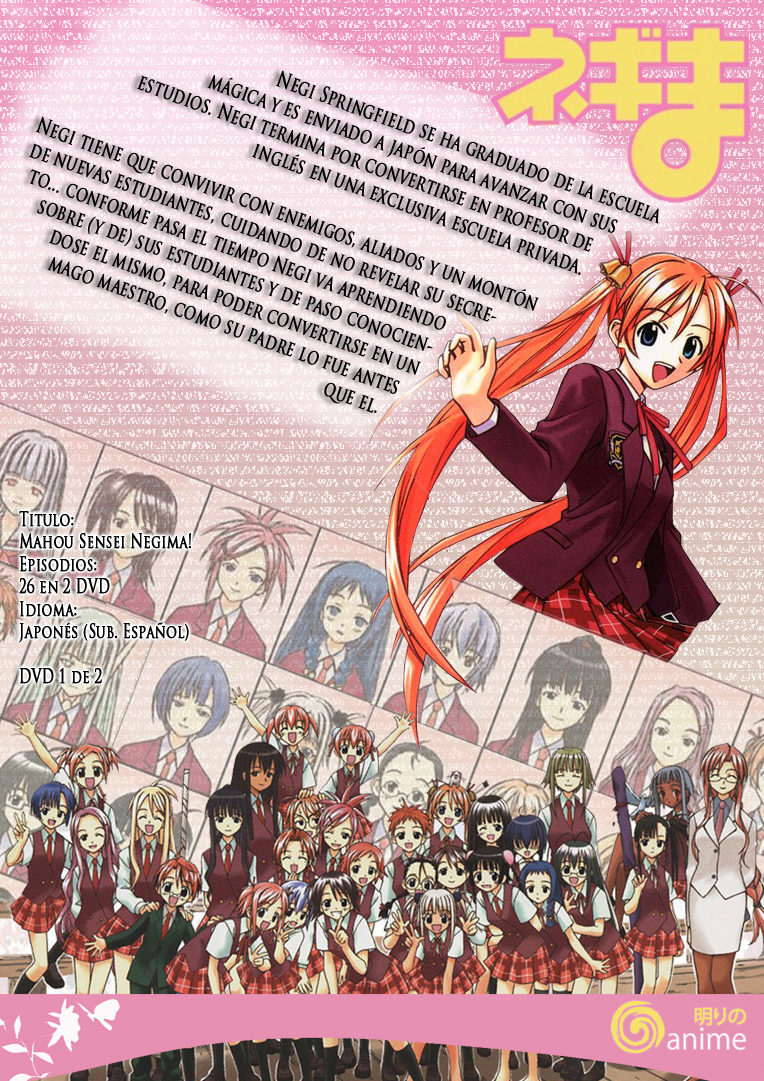 ネギま
Negi Springfield se ha graduado de la escuela
mágica y es enviado a Japón para avanzar con sus
estudios. Negi termina por convertirse en profesor de
inglés en una exclusiva escuela privada.
Negi tiene que convivir con enemigos, aliados y un montón
de nuevas estudiantes, cuidando de no revelar su secre-
to... Conforme pasa el tiempo Negi va aprendiendo
sobre (y de) sus estudiantes y de paso conocien-
dose el mismo, para poder convertirse en un
mago maestro, como su padre lo fue antes
que el.
Titulo:
Mahou Sensei Negima!
Episodios:
26 en 2 DVD
Idioma:
Japonés (Sub. Español)
DVD 1 de 2
明りの
anime